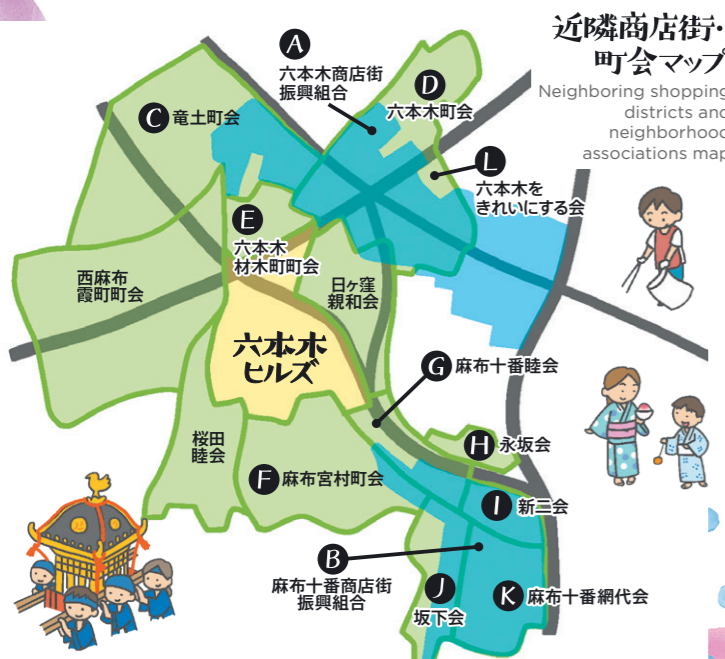 近隣商店街・
町会マップ
Neighboring shopping
districts and
neighborhood
associations map
A
六本木商店街
振興組合
D
六本木町会
C 竜土町会
L
六本木を
きれいにする会
E
六本木
材木町町会
西麻布
霞町町会
日ヶ窪
親和会
六本木
ヒルズ
G 麻布十番睦会
桜田
睦会
H 永坂会
F 麻布宮村町会
I 新二会
B
麻布十番商店街
振興組合
J
坂下会
K 麻布十番網代会